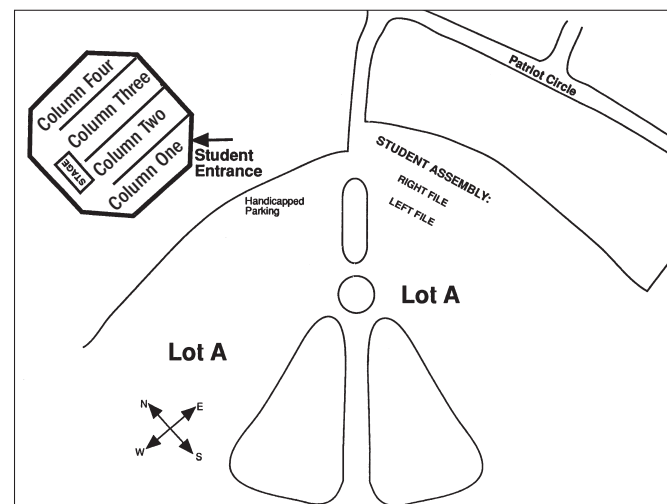 Column Four
Column Three
Column Two
Column One
STAGE
Student
Entrance
Patriot Circle
STUDENT ASSEMBLY:
RIGHT FILE
LEFT FILE
Handicapped
Parking
Lot A
Lot A
N
E
W
S